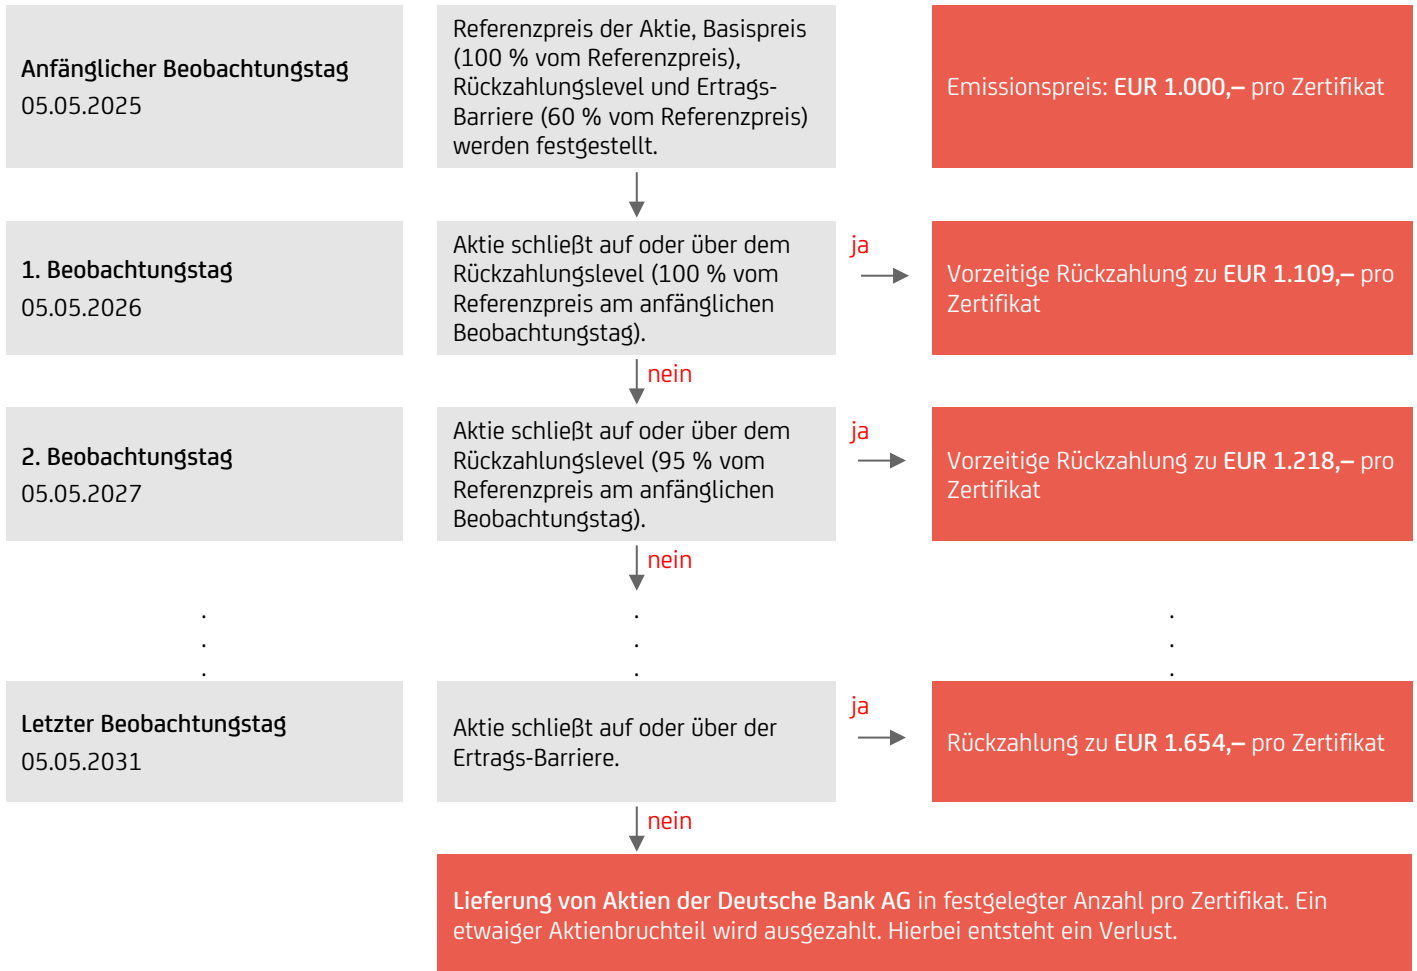 Anfänglicher Beobachtungstag
05.05.2025
Referenzpreis der Aktie, Basispreis
(100 % vom Referenzpreis),
Rückzahlungslevel und Ertrags-
Barriere (60 % vom Referenzpreis)
werden festgestellt.
Emissionspreis: EUR 1.000,– pro Zertifikat
1. Beobachtungstag
05.05.2026
Aktie schließt auf oder über dem
Rückzahlungslevel (100 % vom
Referenzpreis am anfänglichen
Beobachtungstag).
ja
Vorzeitige Rückzahlung zu EUR 1.109,– pro
Zertifikat
nein
2. Beobachtungstag
05.05.2027
Aktie schließt auf oder über dem
Rückzahlungslevel (95 % vom
Referenzpreis am anfänglichen
Beobachtungstag).
ja
Vorzeitige Rückzahlung zu EUR 1.218,– pro
Zertifikat
nein
. . .
. . .
. . .
Letzter Beobachtungstag
05.05.2031
Aktie schließt auf oder über der
Ertrags-Barriere.
ja
Rückzahlung zu EUR 1.654,– pro Zertifikat
nein
Lieferung von Aktien der Deutsche Bank AG in festgelegter Anzahl pro Zertifikat. Ein
etwaiger Aktienbruchteil wird ausgezahlt. Hierbei entsteht ein Verlust.